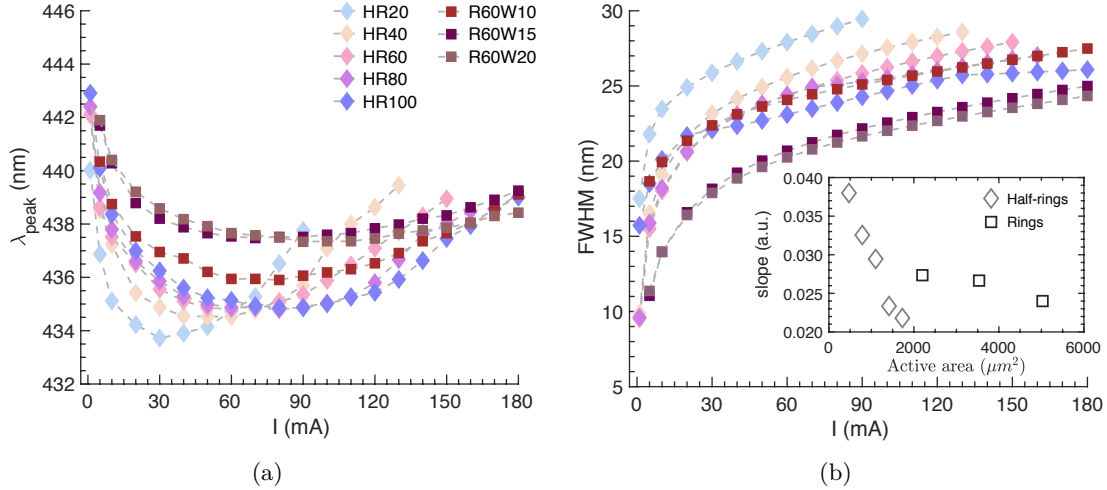 HR20
HR40
HR60
HR80
HR100
R60W10
R60W15
R60W20
λpeak (nm)
444
442
440
438
436
434
432
0 30 60 90 120 150 180
I (mA)
(a)
FWHM (nm)
30
25
20
15
10
5
0 30 60 90 120 150 180
I (mA)
slope (a.u.)
0.040
0.035
0.030
0.025
0.020
Half-rings
Rings
0 2000 4000 6000
Active area (μm²)
(b)